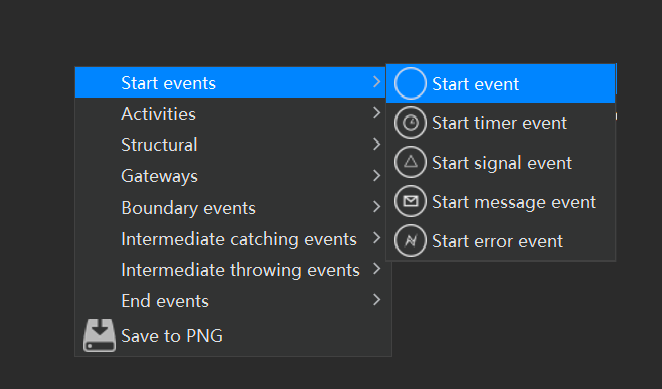 Start events
Activities
Structural
Gateways
Boundary events
Intermediate catching events
Intermediate throwing events
End events
Save to PNG
Start event
Start timer event
Start signal event
Start message event
Start error event